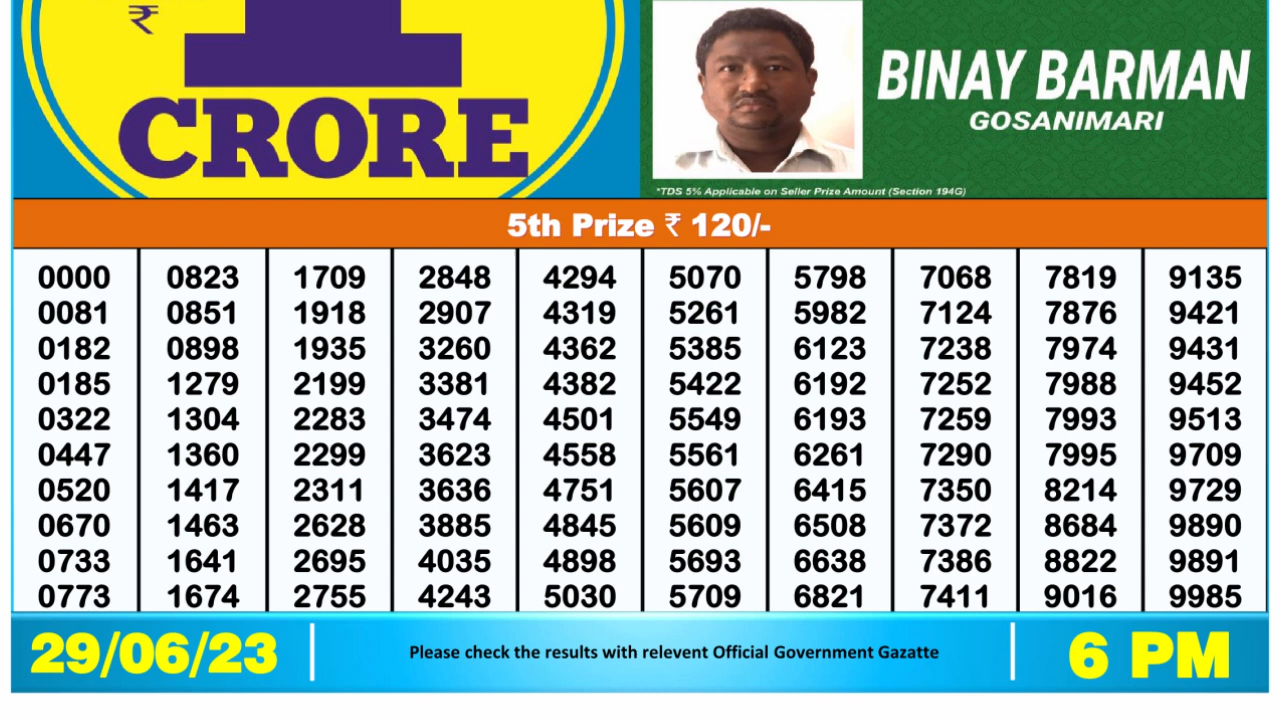 ₹
1
CRORE
BINAY BARMAN
GOSANIMARI
*TDS 5% Applicable on Seller Prize Amount (Section 194G)
5th Prize ₹ 120/-
0000 0823 1709 2848 4294 5070 5798 7068 7819 9135
0081 0851 1918 2907 4319 5261 5982 7124 7876 9421
0182 0898 1935 3260 4362 5385 6123 7238 7974 9431
0185 1279 2199 3381 4382 5422 6192 7252 7988 9452
0322 1304 2283 3474 4501 5549 6193 7259 7993 9513
0447 1360 2299 3623 4558 5561 6261 7290 7995 9709
0520 1417 2311 3636 4751 5607 6415 7350 8214 9729
0670 1463 2628 3885 4845 5609 6508 7372 8684 9890
0733 1641 2695 4035 4898 5693 6638 7386 8822 9891
0773 1674 2755 4243 5030 5709 6821 7411 9016 9985
29/06/23 Please check the results with relevent Official Government Gazatte 6 PM